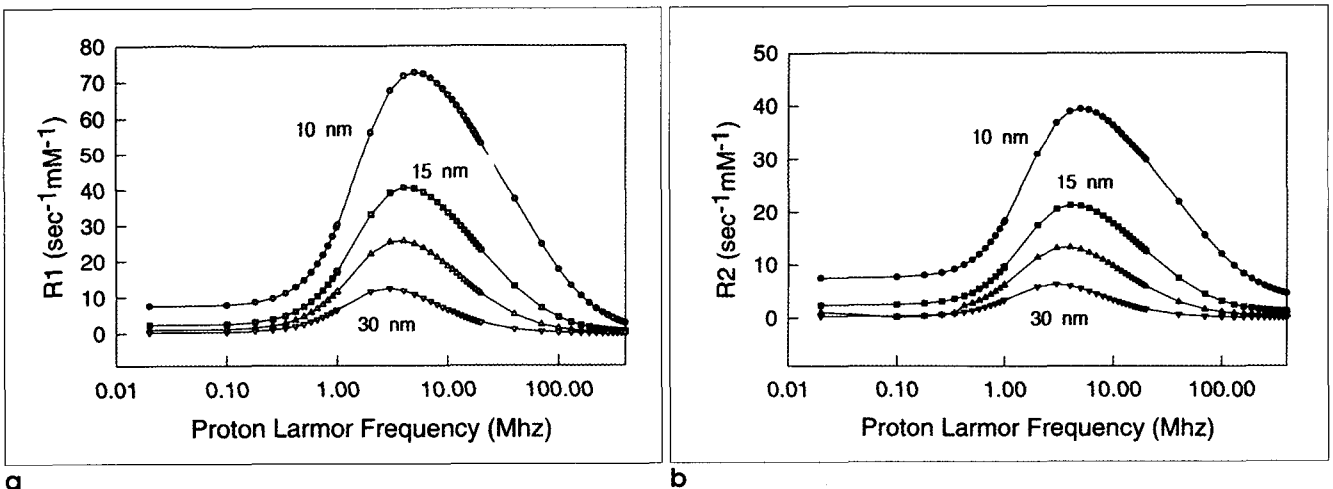 80
70
60
50
40
30
20
10
0
R1 (sec-1mM-1)
10 nm
15 nm
30 nm
0.01
0.10
1.00
10.00
100.00
Proton Larmor Frequency (Mhz)
a
50
40
30
20
10
0
R2 (sec-1mM-1)
10 nm
15 nm
30 nm
0.01
0.10
1.00
10.00
100.00
Proton Larmor Frequency (Mhz)
b